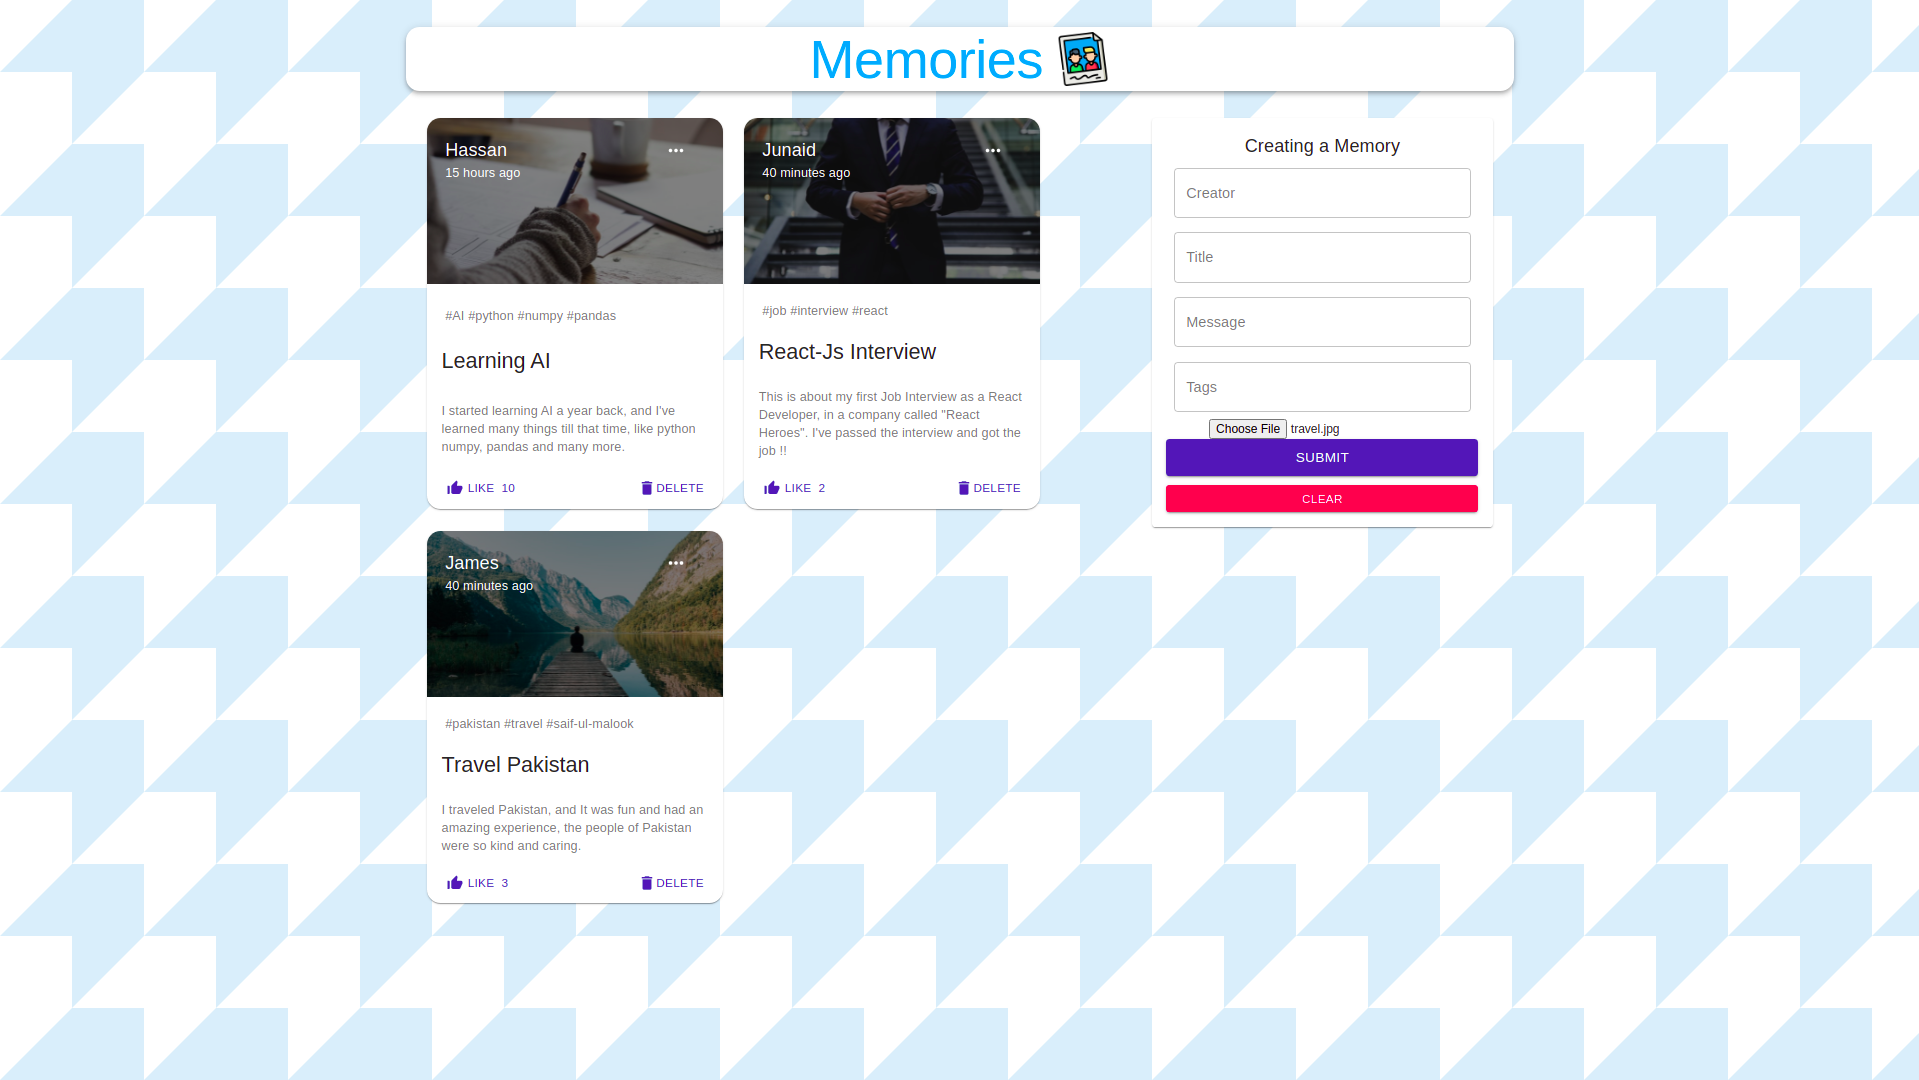 Memories
Hassan
15 hours ago
#AI #python #numpy #pandas
Learning AI
I started learning AI a year back, and I've
learned many things till that time, like python
numpy, pandas and many more.
LIKE 10
DELETE
Junaid
40 minutes ago
#job #interview #react
React-Js Interview
This is about my first Job Interview as a React
Developer, in a company called "React
Heroes". I've passed the interview and got the
job !!
LIKE 2
DELETE
James
40 minutes ago
#pakistan #travel #saif-ul-malook
Travel Pakistan
I traveled Pakistan, and It was fun and had an
amazing experience, the people of Pakistan
were so kind and caring.
LIKE 3
DELETE
Creating a Memory
Creator
Title
Message
Tags
Choose File travel.jpg
SUBMIT
CLEAR